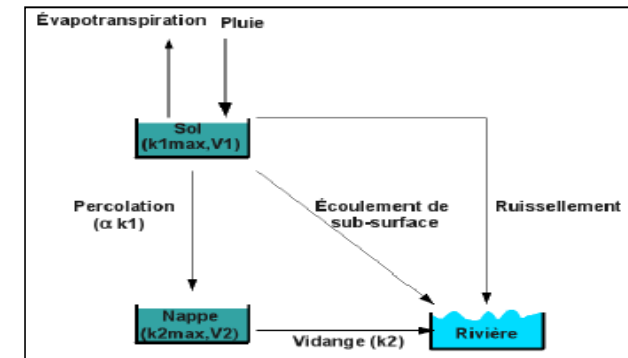 Évapotranspiration
Pluie
Sol
(k1max,V1)
Percolation
(α k1)
Écoulement de
sub-surface
Ruissellement
Nappe
(k2max,V2)
Vidange (k2)
Rivière